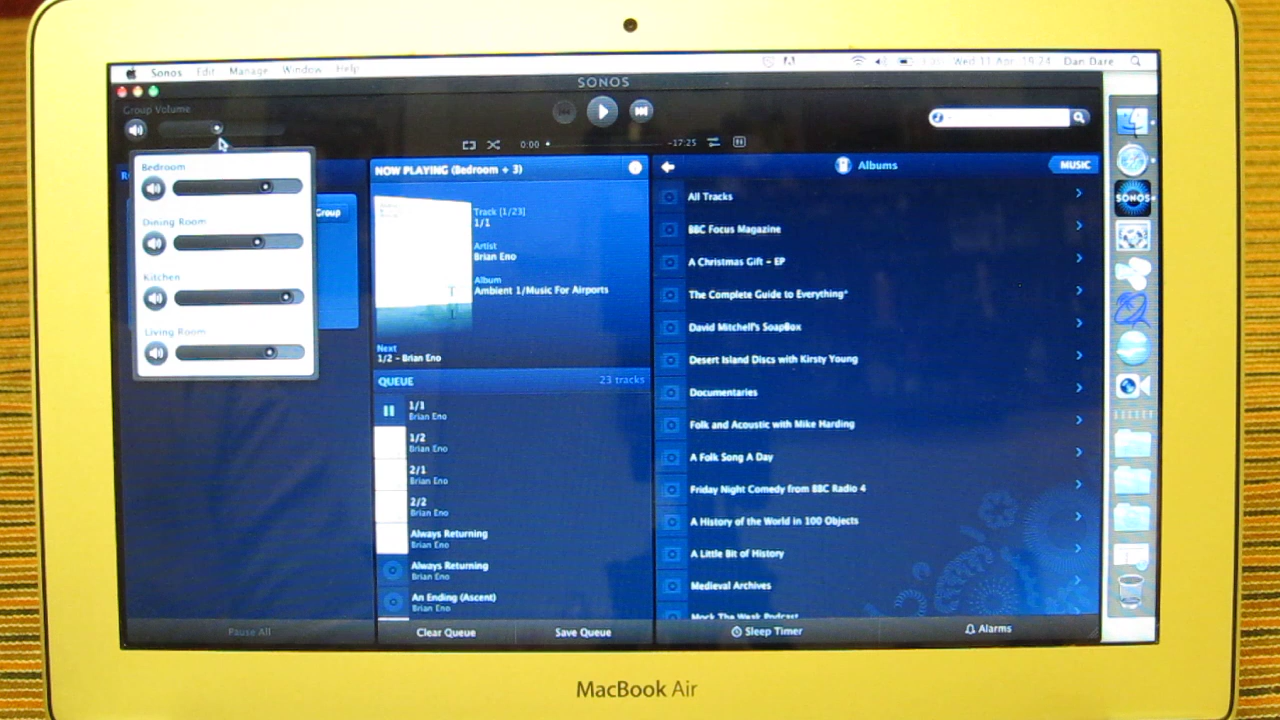 Sonos Edit Manage Window Help
Wed 11 Apr 19:24 Dan Dare
SONOS
Group Volume
0:00
-17:25
Bedroom
Dining Room
Kitchen
Living Room
Group
NOW PLAYING (Bedroom + 3)
Track [1/23]
1/1
Artist
Brian Eno
Album
Ambient 1/Music For Airports
Next
1/2 - Brian Eno
QUEUE 23 tracks
1/1
Brian Eno
1/2
Brian Eno
2/1
Brian Eno
2/2
Brian Eno
Always Returning
Brian Eno
Always Returning
Brian Eno
An Ending (Ascent)
Brian Eno
Albums
MUSIC
All Tracks
BBC Focus Magazine
A Christmas Gift - EP
The Complete Guide to Everything*
David Mitchell's SoapBox
Desert Island Discs with Kirsty Young
Documentaries
Folk and Acoustic with Mike Harding
A Folk Song A Day
Friday Night Comedy from BBC Radio 4
A History of the World in 100 Objects
A Little Bit of History
Medieval Archives
Mock The Week Podcast
Pause All
Clear Queue
Save Queue
Sleep Timer
Alarms
SONOS
MacBook Air